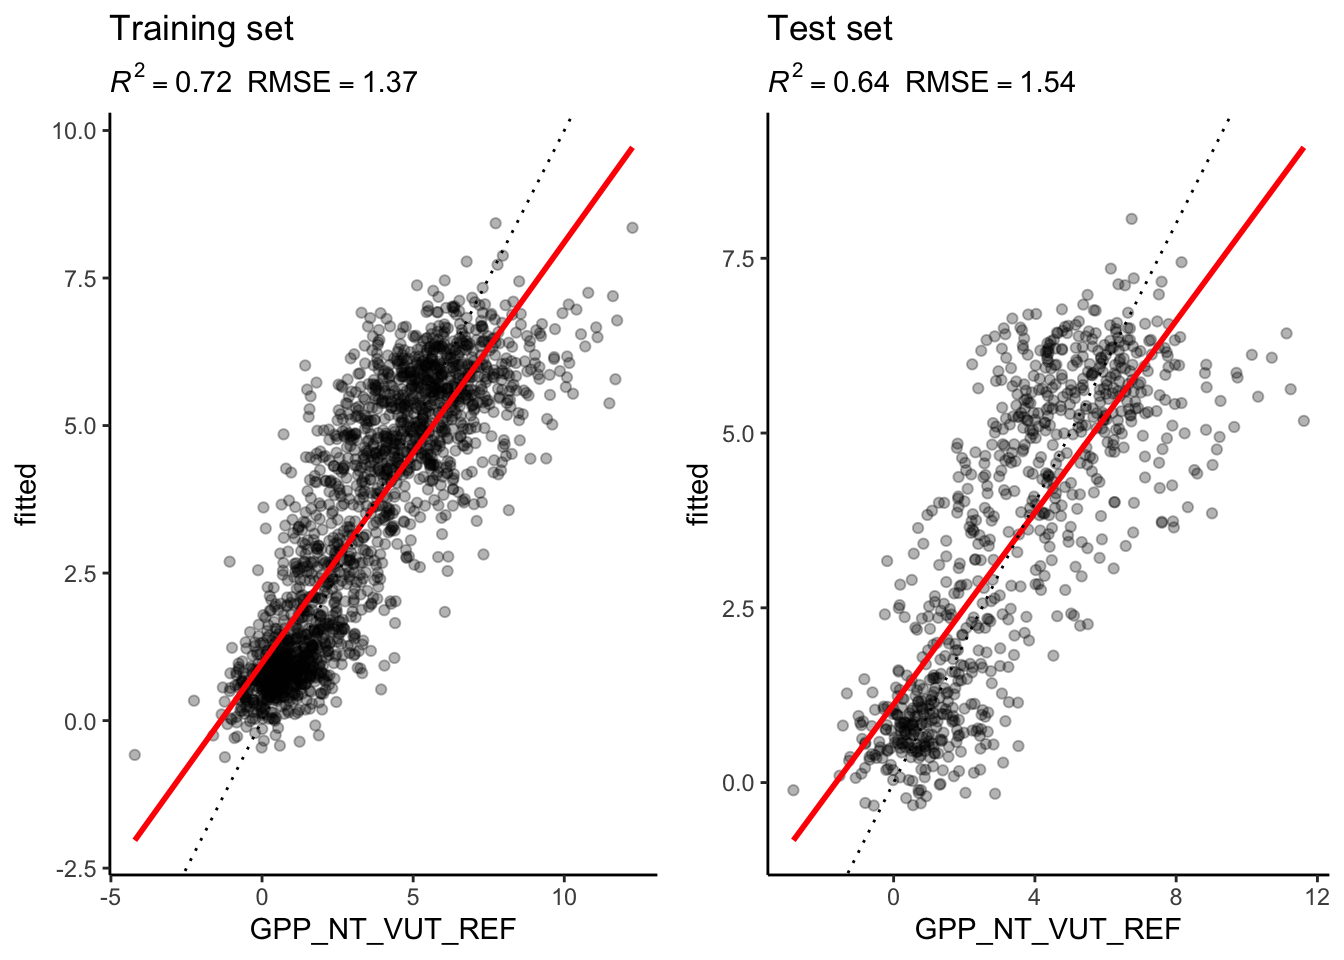 Training set
R² = 0.72 RMSE = 1.37
10.0
7.5
5.0
2.5
0.0
-2.5
fitted
-5 0 5 10
GPP_NT_VUT_REF
Test set
R² = 0.64 RMSE = 1.54
7.5
5.0
2.5
0.0
fitted
0 4 8 12
GPP_NT_VUT_REF